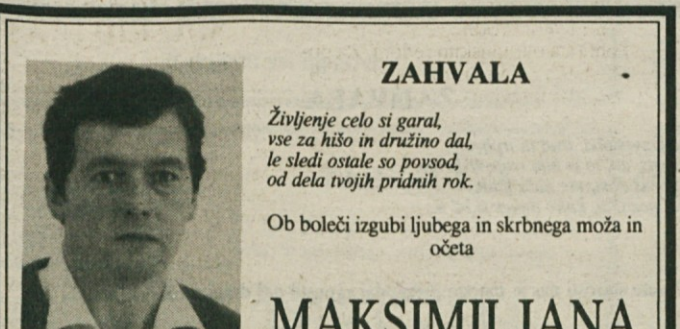 ZAHVALA
Življenje celo si garal,
vse za hišo in družino dal,
le sledi ostale so povsod,
od dela tvojih pridnih rok.
Ob boleči izgubi ljubega in skrbnega moža in
očeta
MAKSIMILJANA